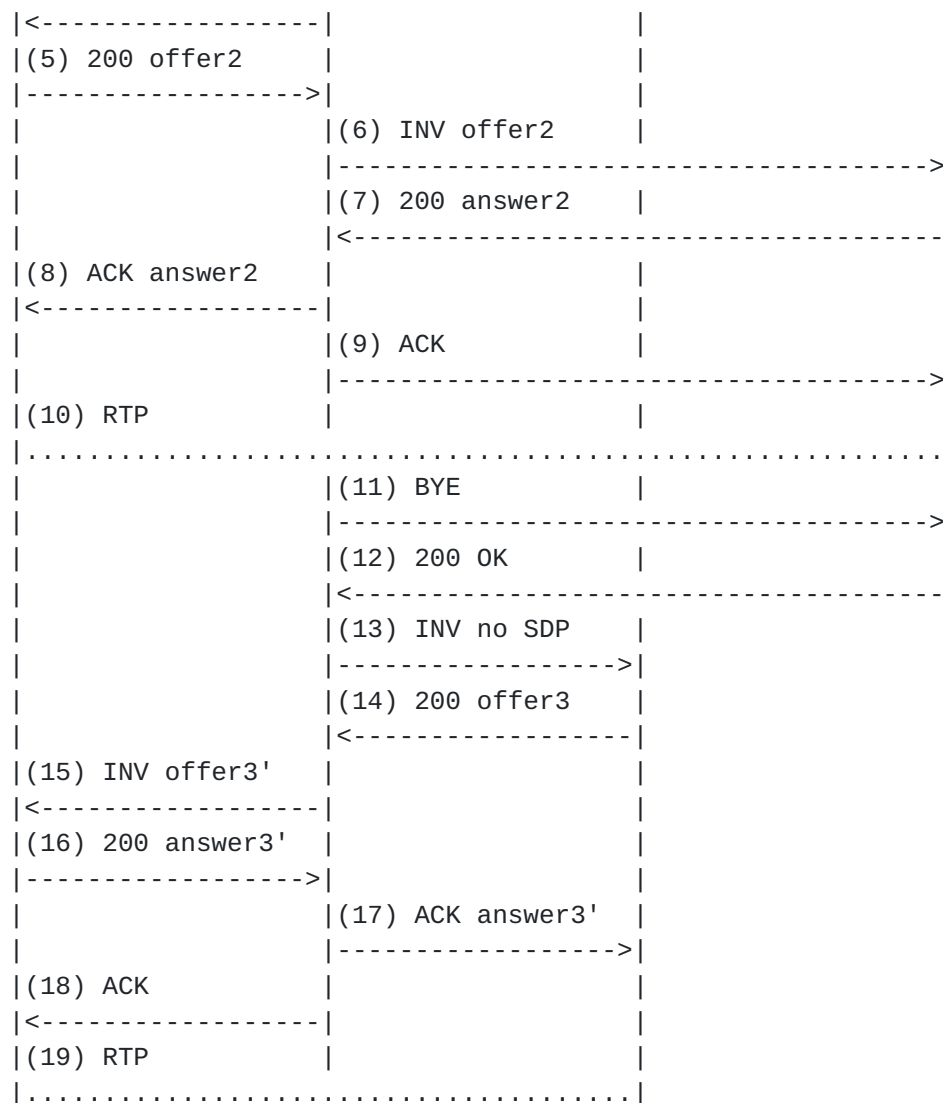 |<------------------|                   |
|(5) 200 offer2     |                   |
|------------------>|                   |
|                   |(6) INV offer2     |
|                   |-------------------------------------->
|                   |(7) 200 answer2    |
|                   |<--------------------------------------
|(8) ACK answer2    |                   |
|<------------------|                   |
|                   |(9) ACK            |
|                   |-------------------------------------->
|(10) RTP           |                   |
|...........................................................
|                   |(11) BYE           |
|                   |-------------------------------------->
|                   |(12) 200 OK        |
|                   |<--------------------------------------
|                   |(13) INV no SDP    |
|                   |------------------>|
|                   |(14) 200 offer3    |
|                   |<------------------|
|(15) INV offer3'   |                   |
|<------------------|                   |
|(16) 200 answer3'  |                   |
|------------------>|                   |
|                   |(17) ACK answer3'  |
|                   |------------------>|
|(18) ACK           |                   |
|<------------------|                   |
|(19) RTP           |                   |
|.......................................|